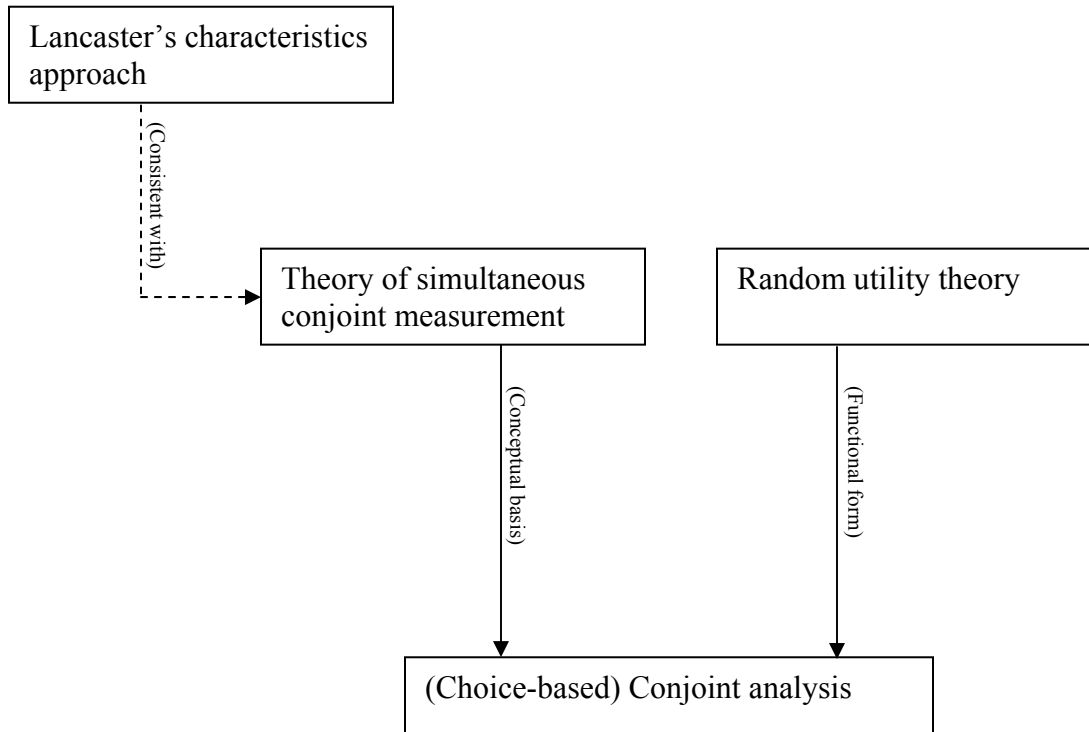 Lancaster’s characteristics
approach
(Consistent with)
Theory of simultaneous
conjoint measurement
Random utility theory
(Conceptual basis)
(Functional form)
(Choice-based) Conjoint analysis